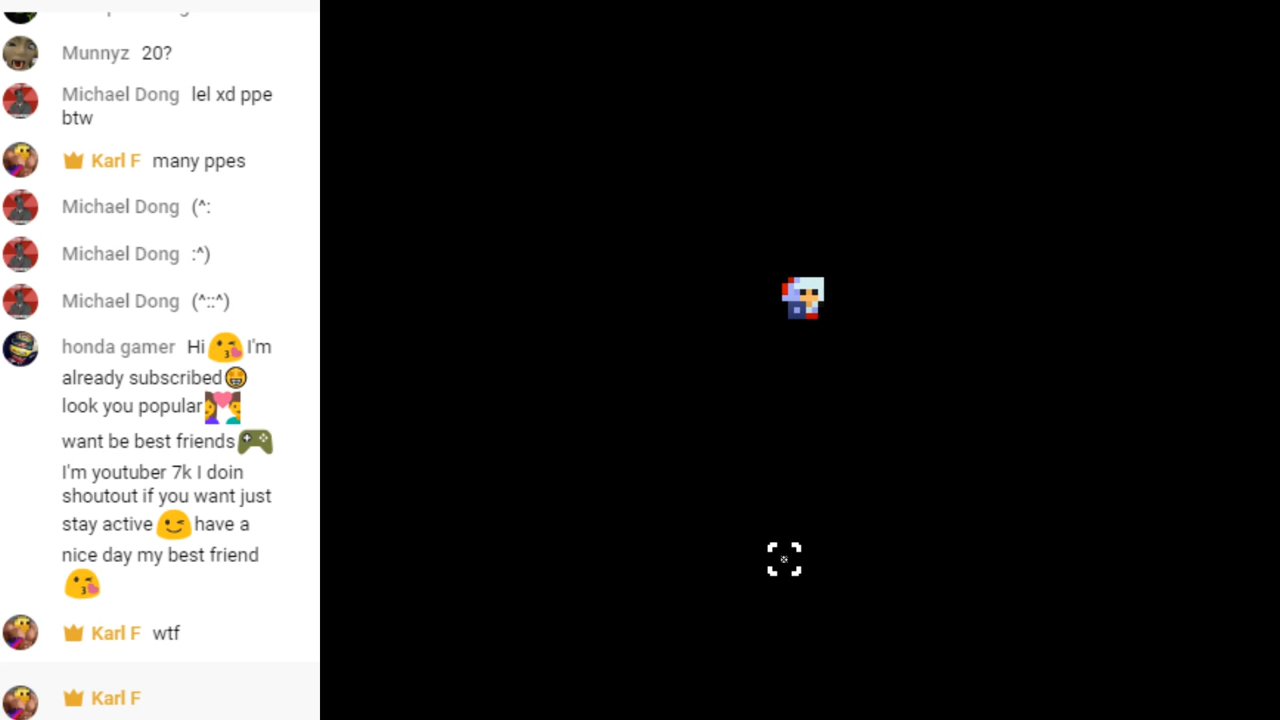 Munnyz 20?
Michael Dong lel xd ppe
btw
Karl F many ppes
Michael Dong (^:
Michael Dong :^)
Michael Dong (^::^)
honda gamer Hi😘I'm
already subscribed🤩
look you popular💑
want be best friends🎮
I'm youtuber 7k I doin
shoutout if you want just
stay active😉have a
nice day my best friend
😘
Karl F wtf
Karl F